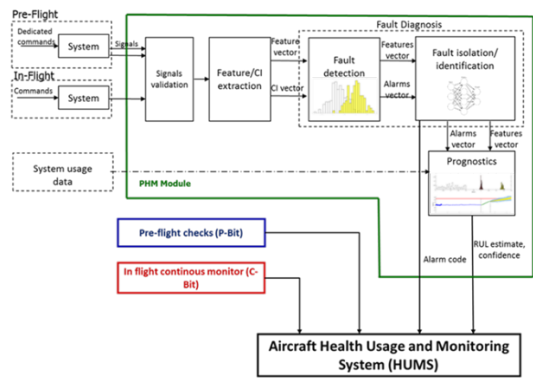 Pre-Flight
Dedicated
commands
System
Signals
In-Flight
Commands
System
Signals
validation
Feature/CI
extraction
Feature
vector
CI vector
Fault Diagnosis
Fault
detection
Features
vector
Alarms
vector
Fault isolation/
identification
Alarms
vector
Features
vector
System usage
data
PHM Module
Prognostics
Pre-flight checks (P-Bit)
In flight continous monitor (C-
Bit)
Alarm code
RUL estimate,
confidence
Aircraft Health Usage and Monitoring
System (HUMS)